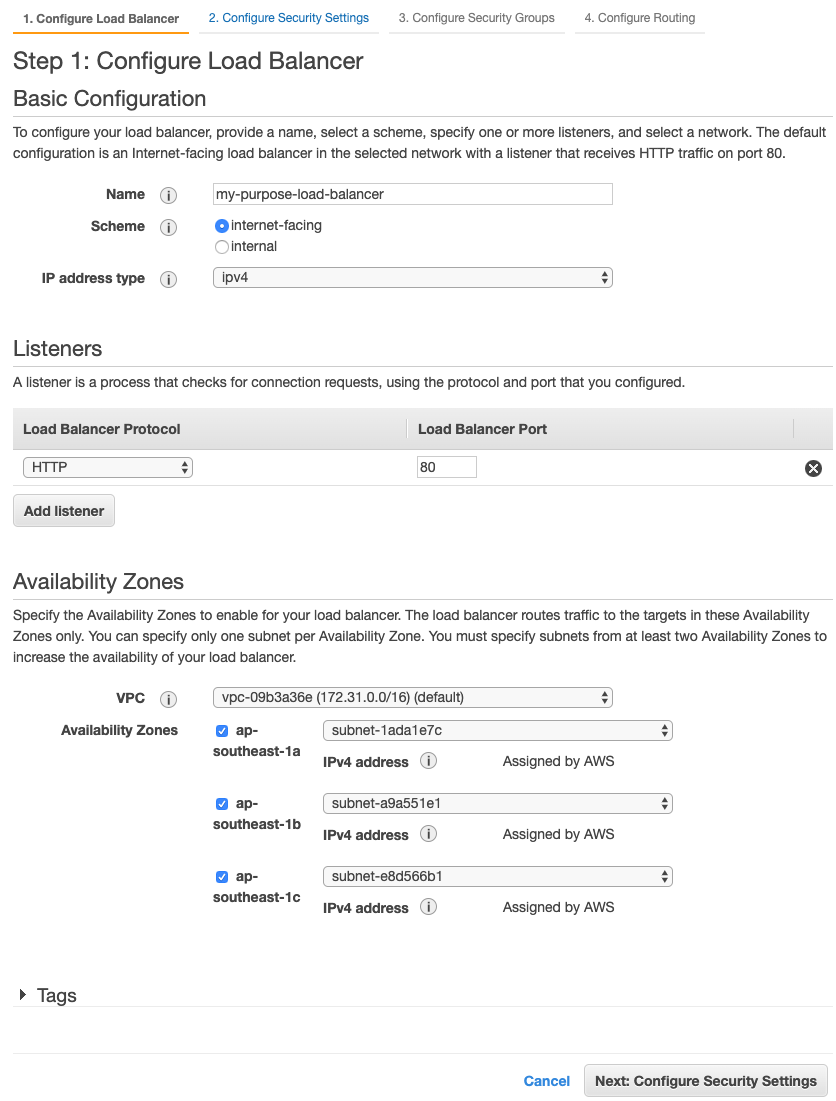 1. Configure Load Balancer 2. Configure Security Settings 3. Configure Security Groups 4. Configure Routing
Step 1: Configure Load Balancer
Basic Configuration
To configure your load balancer, provide a name, select a scheme, specify one or more listeners, and select a network. The default
configuration is an Internet-facing load balancer in the selected network with a listener that receives HTTP traffic on port 80.
Name i my-purpose-load-balancer
Scheme i internet-facing
internal
IP address type i ipv4
Listeners
A listener is a process that checks for connection requests, using the protocol and port that you configured.
Load Balancer Protocol Load Balancer Port
HTTP 80
Add listener
Availability Zones
Specify the Availability Zones to enable for your load balancer. The load balancer routes traffic to the targets in these Availability
Zones only. You can specify only one subnet per Availability Zone. You must specify subnets from at least two Availability Zones to
increase the availability of your load balancer.
VPC i vpc-09b3a36e (172.31.0.0/16) (default)
Availability Zones ap- subnet-1ada1e7c
southeast-1a
IPv4 address i Assigned by AWS
ap- subnet-a9a551e1
southeast-1b
IPv4 address i Assigned by AWS
ap- subnet-e8d566b1
southeast-1c
IPv4 address i Assigned by AWS
Tags
Cancel Next: Configure Security Settings